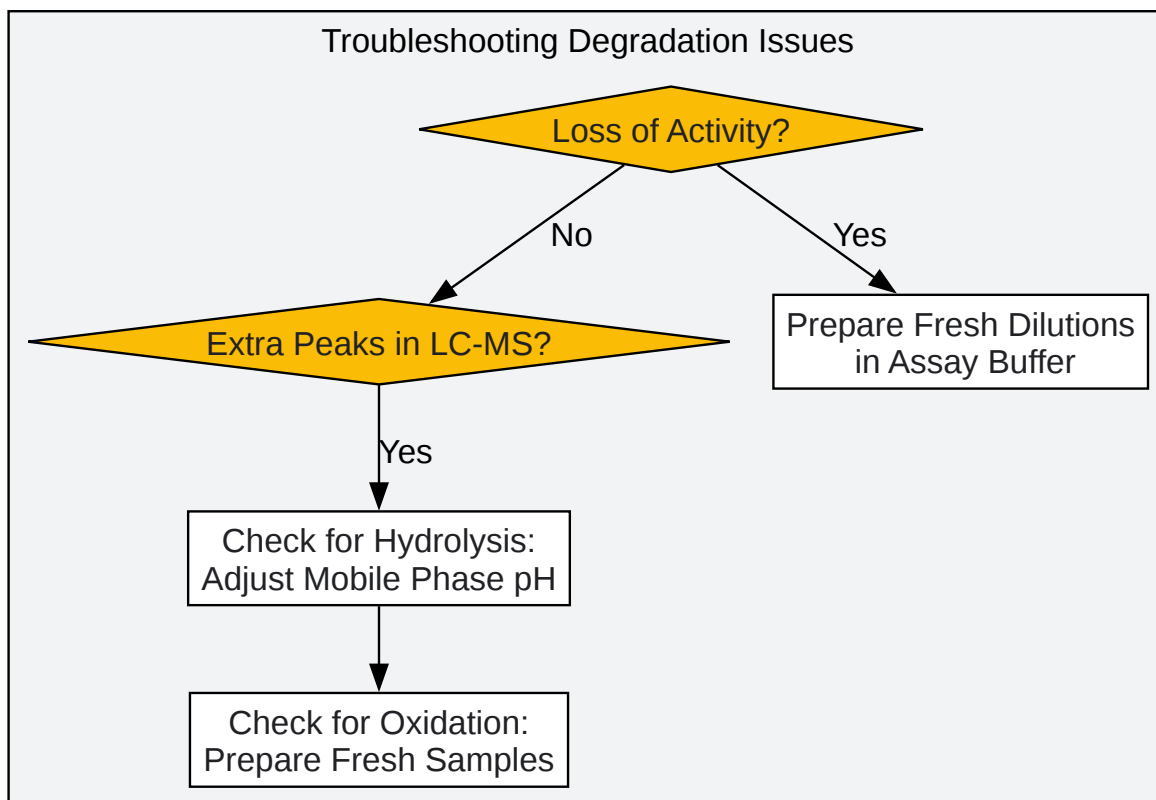 Troubleshooting Degradation Issues
Loss of Activity?
No
Yes
Extra Peaks in LC-MS?
Prepare Fresh Dilutions
in Assay Buffer
Yes
Check for Hydrolysis:
Adjust Mobile Phase pH
Check for Oxidation:
Prepare Fresh Samples